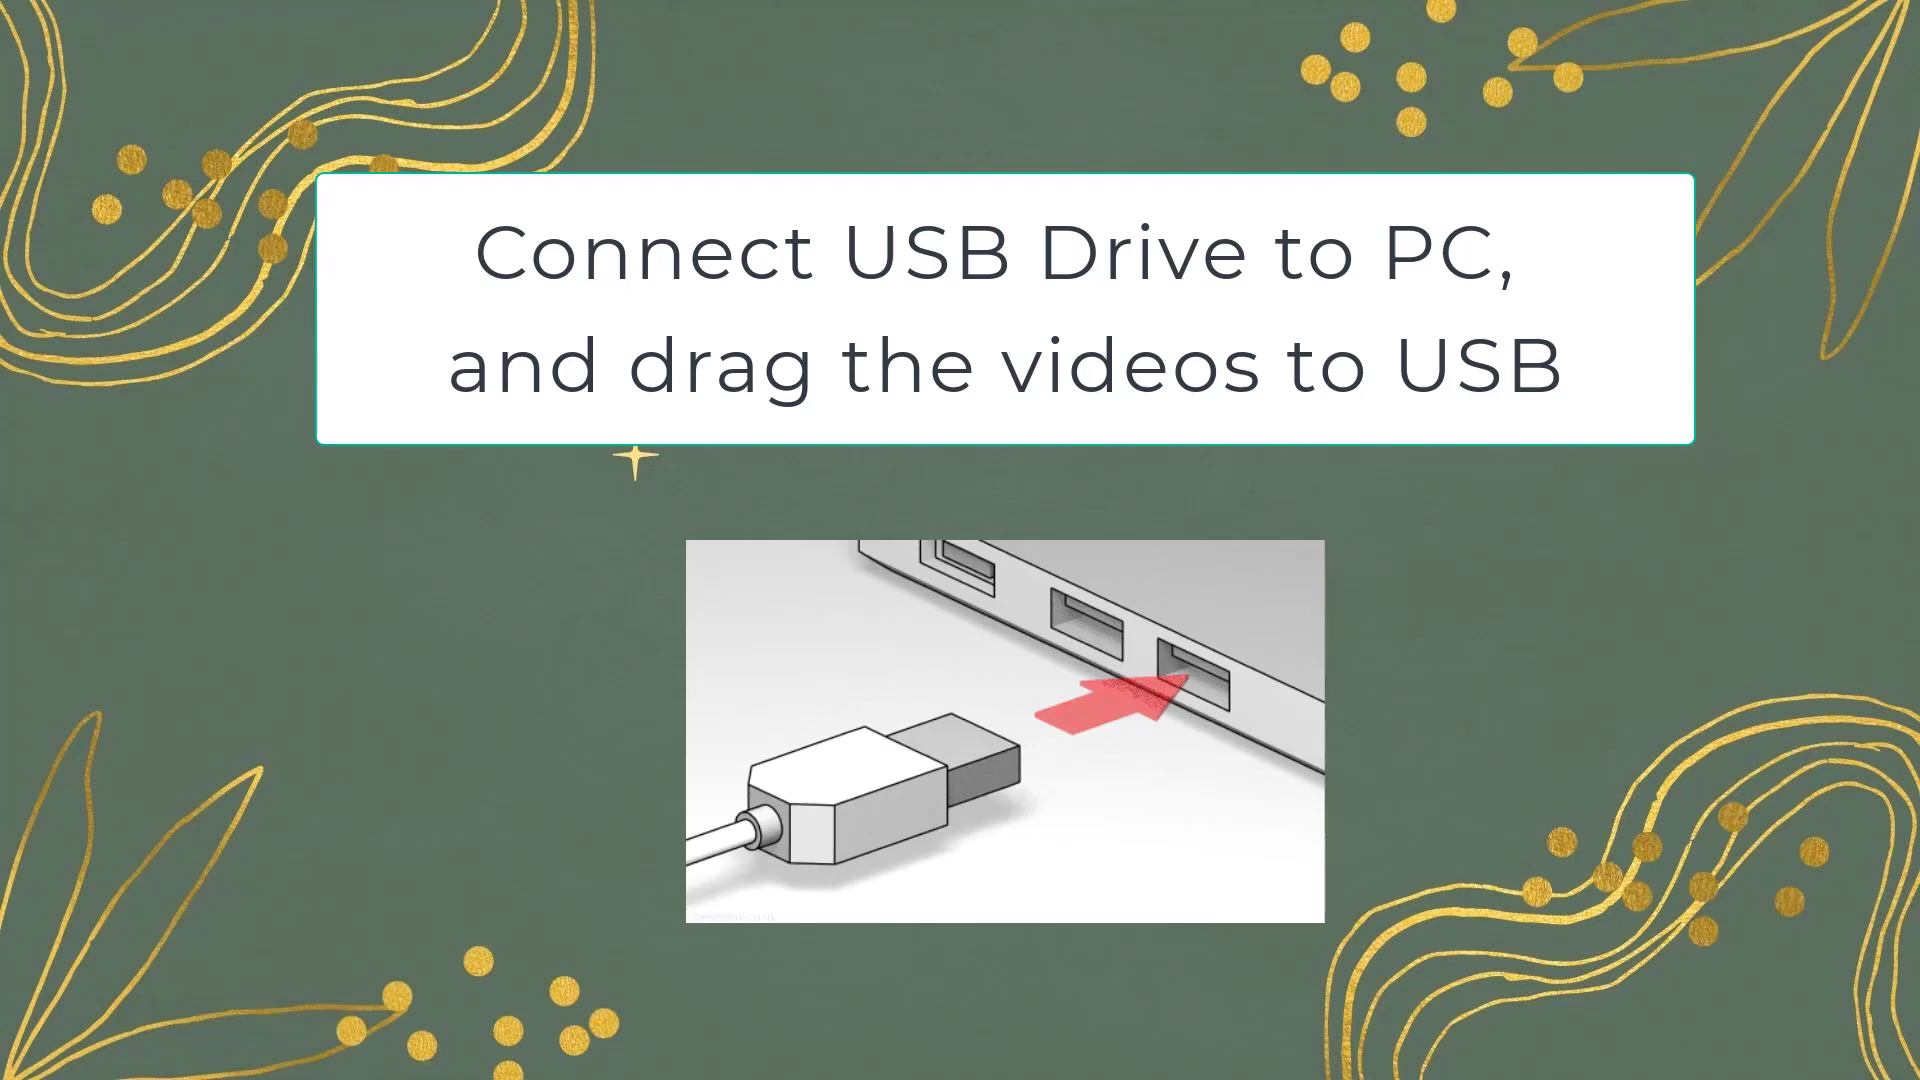 Connect USB Drive to PC,
and drag the videos to USB